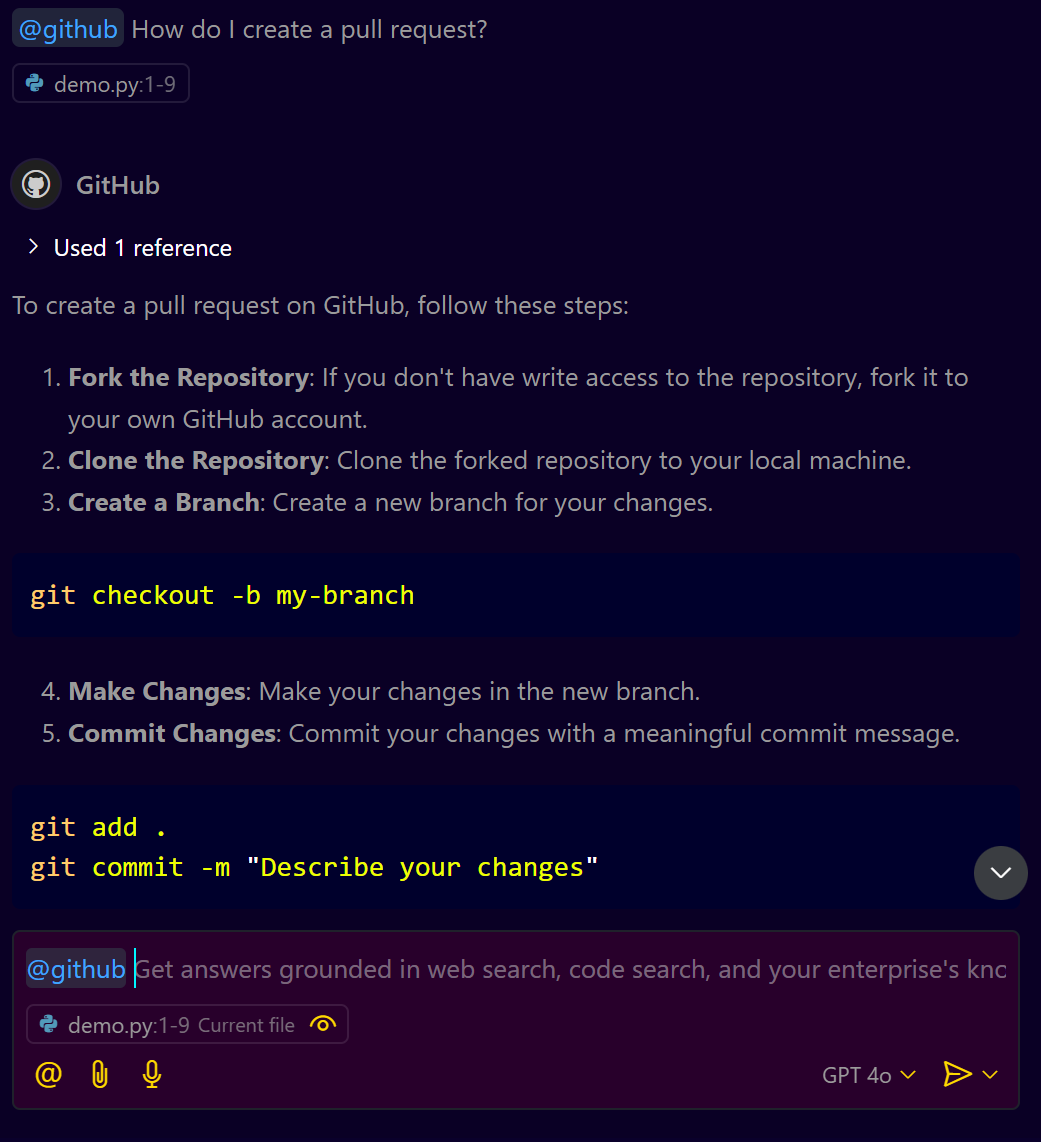 @github How do I create a pull request?
demo.py:1-9
GitHub
Used 1 reference
To create a pull request on GitHub, follow these steps:
1. Fork the Repository: If you don't have write access to the repository, fork it to
your own GitHub account.
2. Clone the Repository: Clone the forked repository to your local machine.
3. Create a Branch: Create a new branch for your changes.
git checkout -b my-branch
4. Make Changes: Make your changes in the new branch.
5. Commit Changes: Commit your changes with a meaningful commit message.
git add .
git commit -m "Describe your changes"
@github Get answers grounded in web search, code search, and your enterprise's knc
demo.py:1-9 Current file
GPT 4o